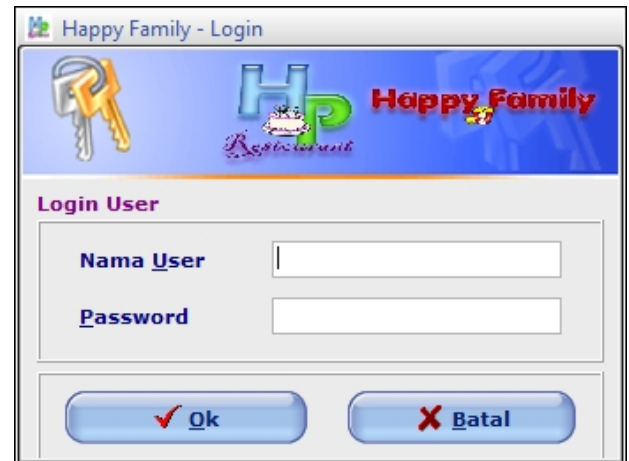 Happy Family - Login
HP Happy Family
Restaurant
Login User
Nama User
Password
Ok Batal